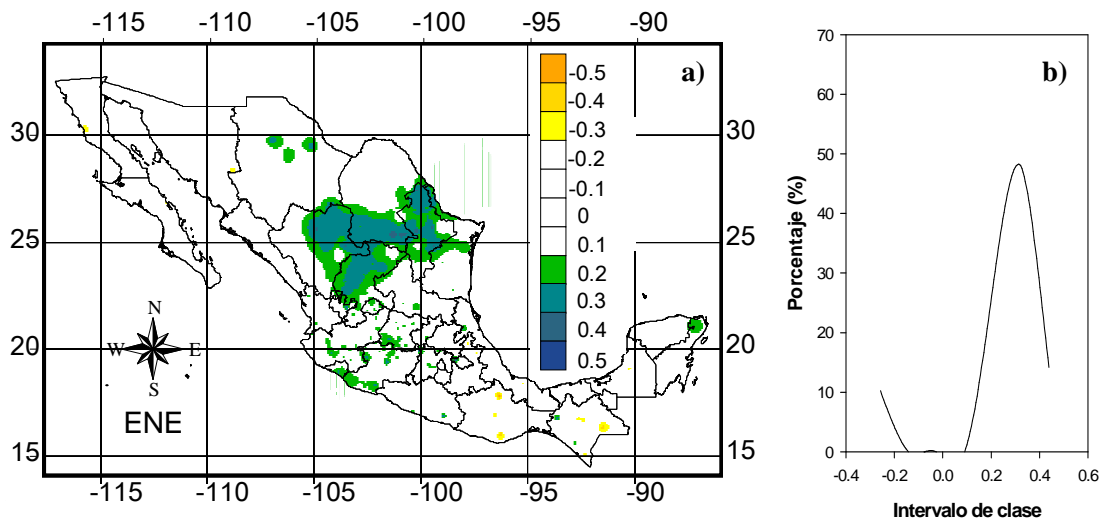 -115 -110 -105 -100 -95 -90
a)
-0.5
-0.4
-0.3
-0.2
-0.1
0
0.1
0.2
0.3
0.4
0.5
30 30
25 25
20 20
15 15
N
W E
S
ENE
-115 -110 -105 -100 -95 -90
b)
70
60
50
40
30
20
10
0
Porcentaje (%)
-0.4 -0.2 0.0 0.2 0.4 0.6
Intervalo de clase